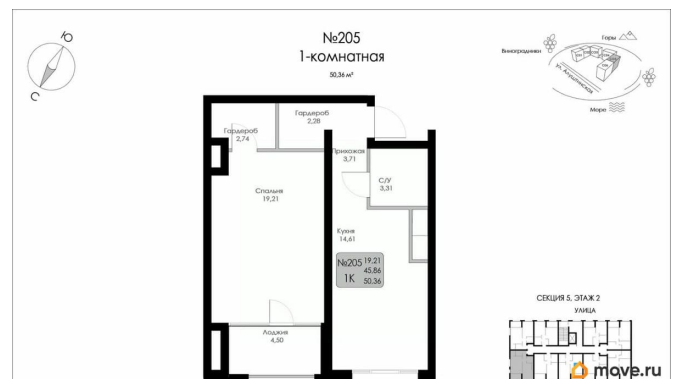 №205
1-комнатная
50,36 м²
Ю
С
Горы
Виноградники
Ул. Алуштинская
Море
Гардероб
2,28
Гардероб
2,74
Прихожая
3,71
С/У
3,31
Спальня
19,21
Кухня
14,61
№205 19,21
45,86
1К 50,36
Лоджия
4,50
СЕКЦИЯ 5, ЭТАЖ 2
УЛИЦА
move.ru